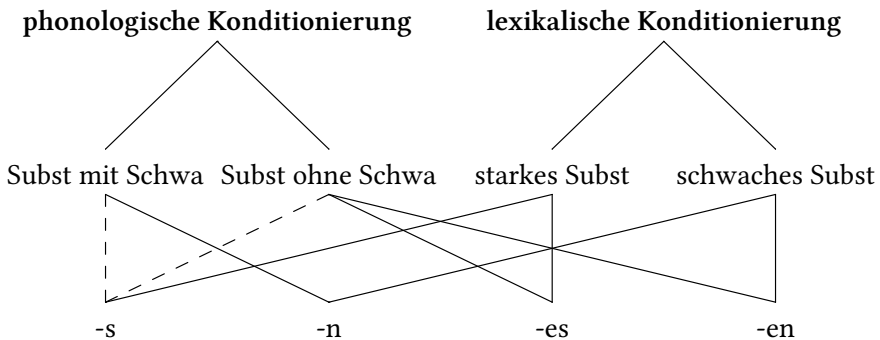 phonologische Konditionierung lexikalische Konditionierung
Subst mit Schwa Subst ohne Schwa starkes Subst schwaches Subst
-s -n -es -en